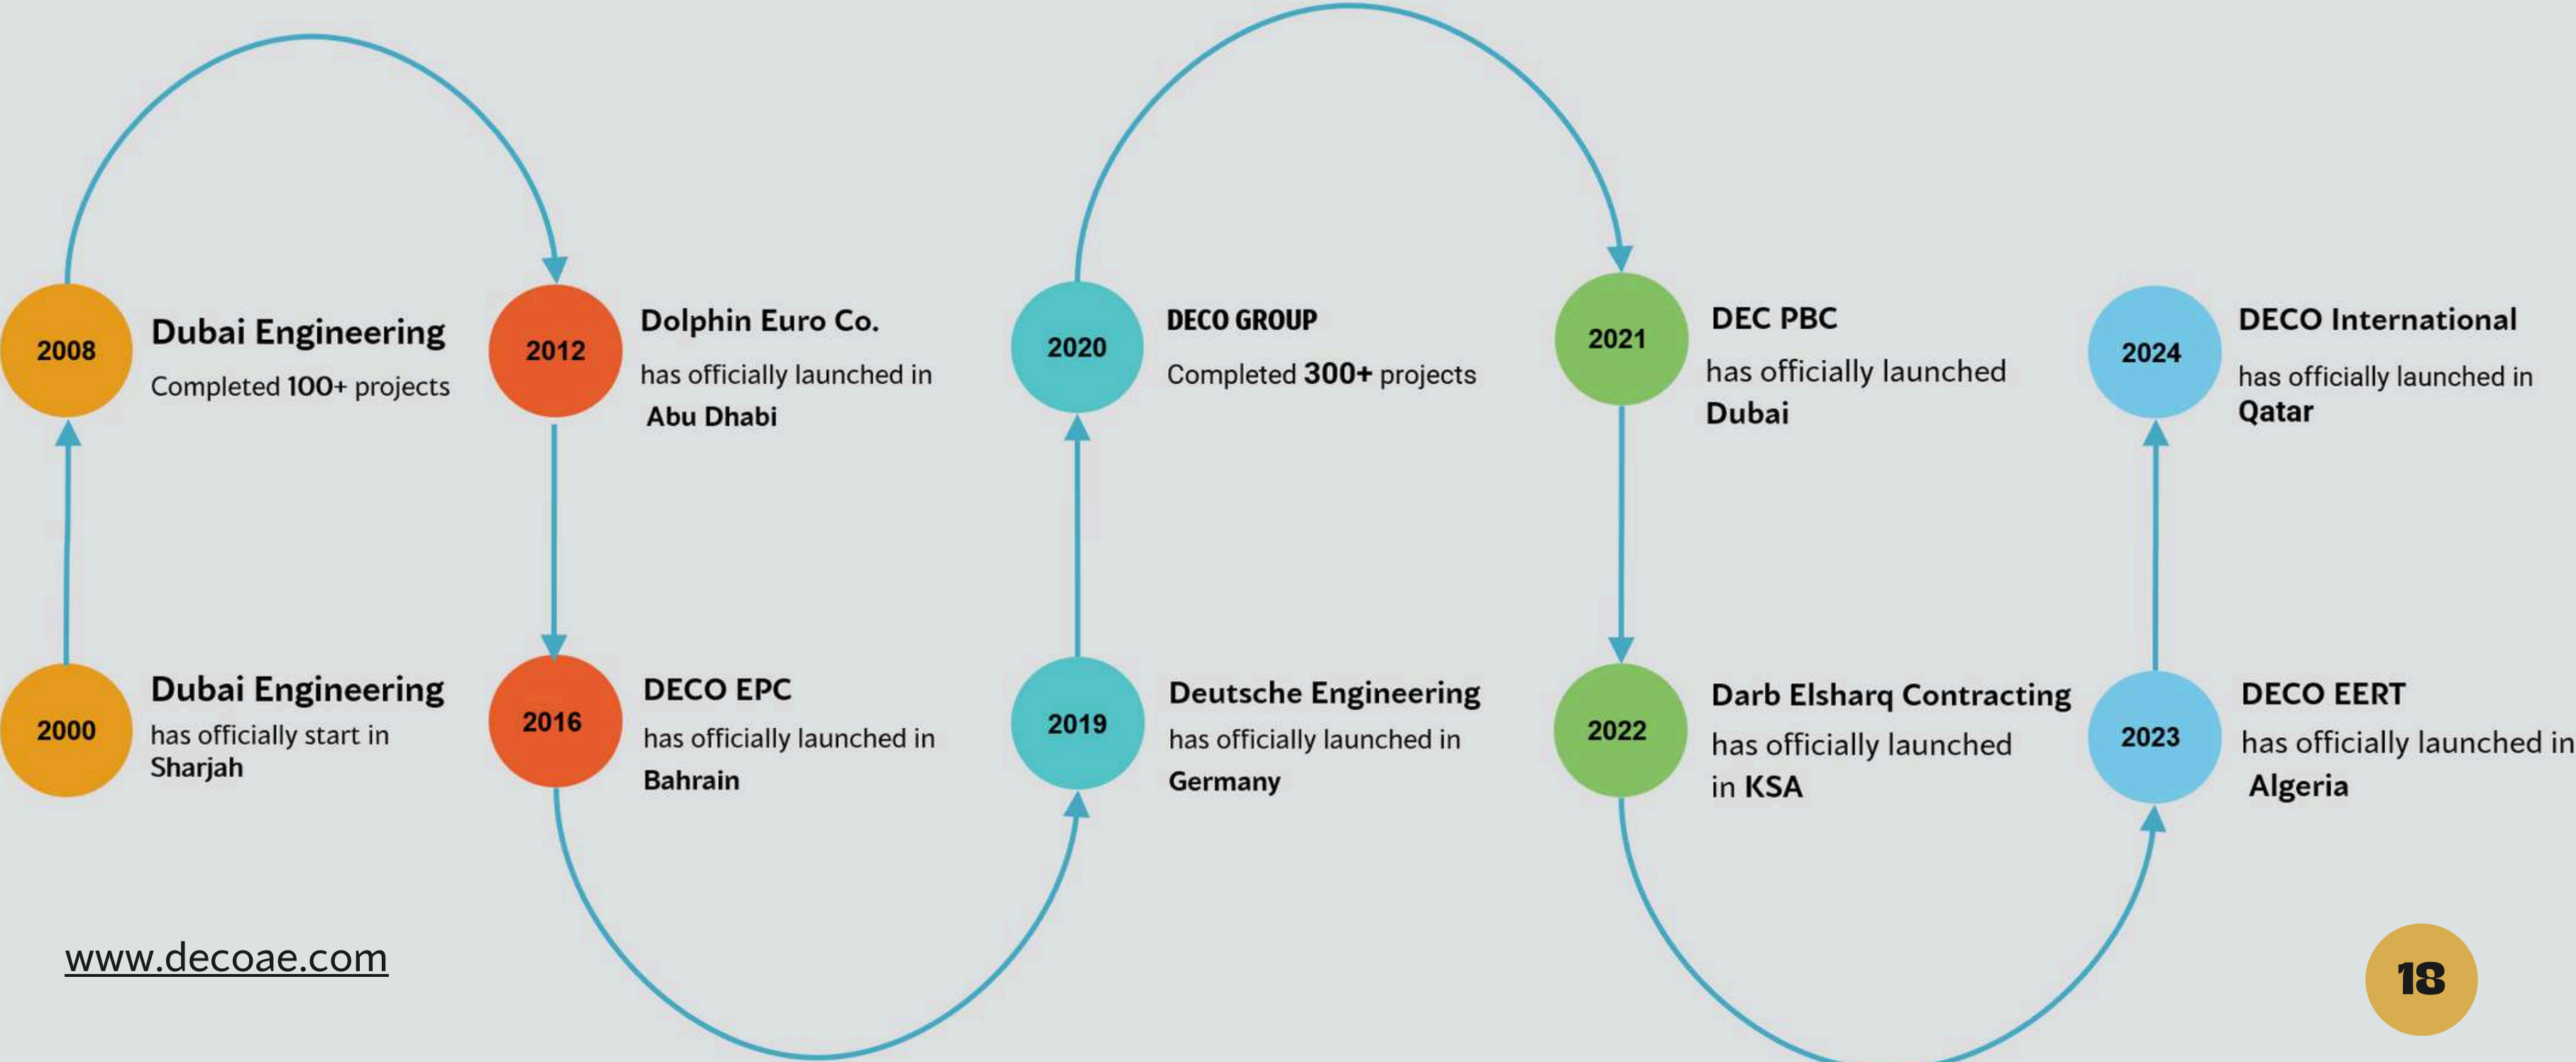 2008
Dubai Engineering
Completed 100+ projects
2012
Dolphin Euro Co.
has officially launched in
Abu Dhabi
2020
DECO GROUP
Completed 300+ projects
2021
DEC PBC
has officially launched
Dubai
2024
DECO International
has officially launched in
Qatar
2000
Dubai Engineering
has officially start in
Sharjah
2016
DECO EPC
has officially launched in
Bahrain
2019
Deutsche Engineering
has officially launched in
Germany
2022
Darb Elsharq Contracting
has officially launched
in KSA
2023
DECO EERT
has officially launched in
Algeria
www.decoae.com
18